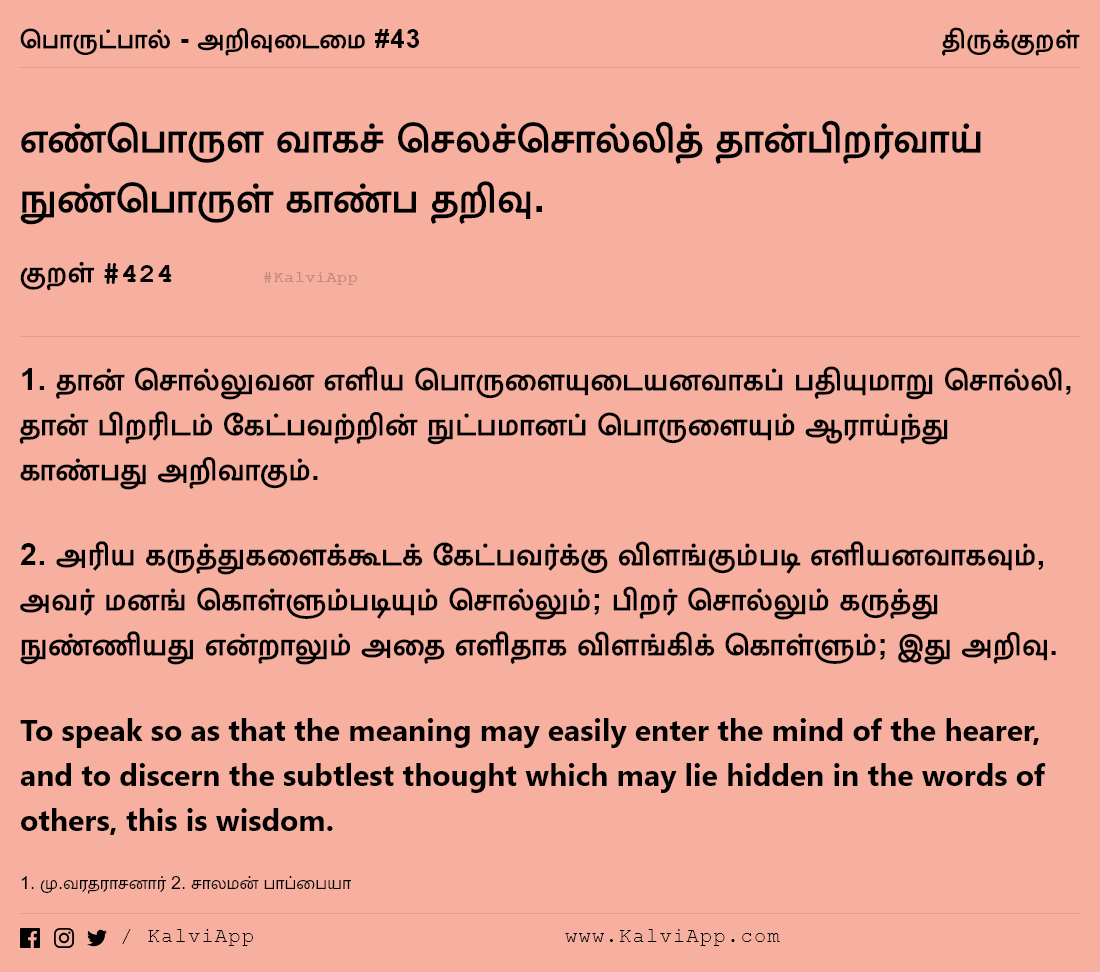 பொருட்பால் - அறிவுடைமை #43 திருக்குறள்
எண்பொருள வாகச் செலச்சொல்லித் தான்பிறர்வாய்
நுண்பொருள் காண்ப தறிவு.
குறள் #424 #KalviApp
1. தான் சொல்லுவன எளிய பொருளையுடையனவாகப் பதியுமாறு சொல்லி,
தான் பிறரிடம் கேட்பவற்றின் நுட்பமானப் பொருளையும் ஆராய்ந்து
காண்பது அறிவாகும்.
2. அரிய கருத்துகளைக்கூடக் கேட்பவர்க்கு விளங்கும்படி எளியனவாகவும்,
அவர் மனங் கொள்ளும்படியும் சொல்லும்; பிறர் சொல்லும் கருத்து
நுண்ணியது என்றாலும் அதை எளிதாக விளங்கிக் கொள்ளும்; இது அறிவு.
To speak so as that the meaning may easily enter the mind of the hearer,
and to discern the subtlest thought which may lie hidden in the words of
others, this is wisdom.
1. மு.வரதராசனார் 2. சாலமன் பாப்பையா
/ KalviApp www.KalviApp.com